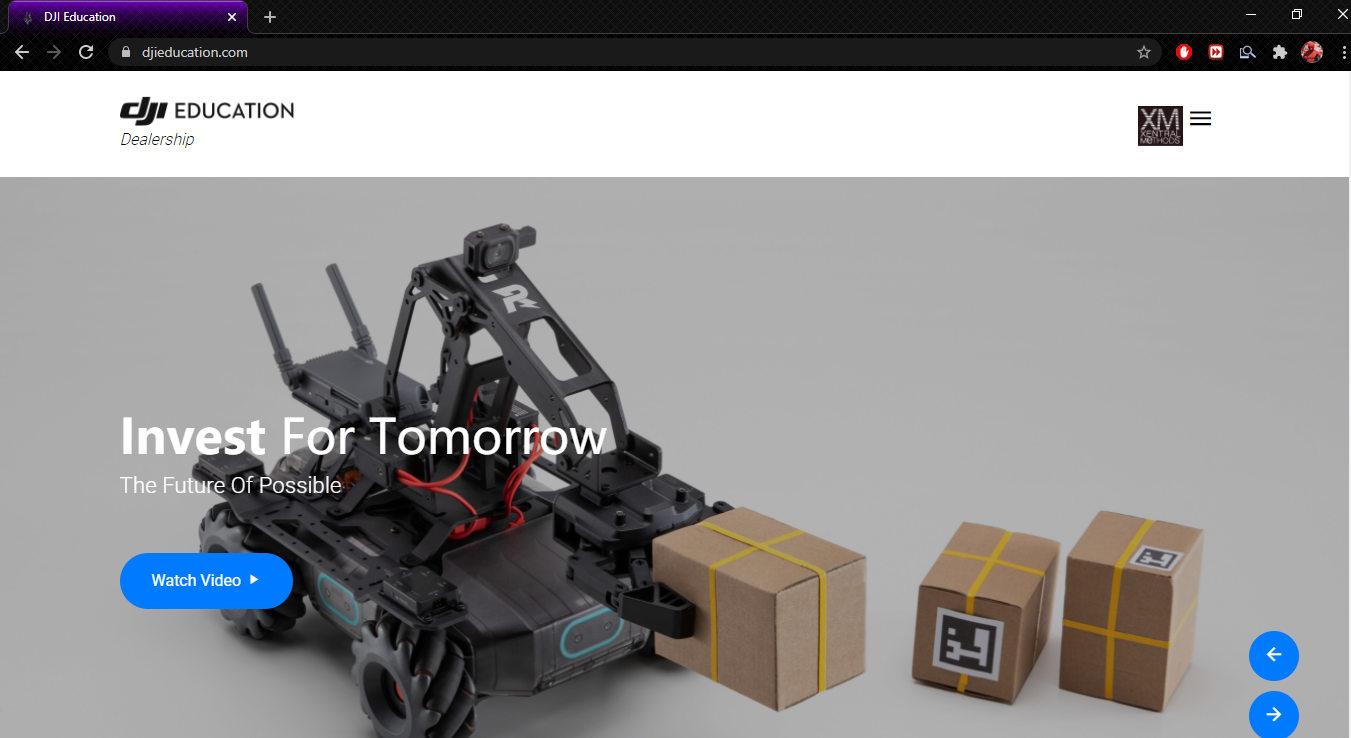 DJI Education
djieducation.com
dji EDUCATION
Dealership
XM
XENTRAL
METHODS
Invest For Tomorrow
The Future Of Possible
Watch Video